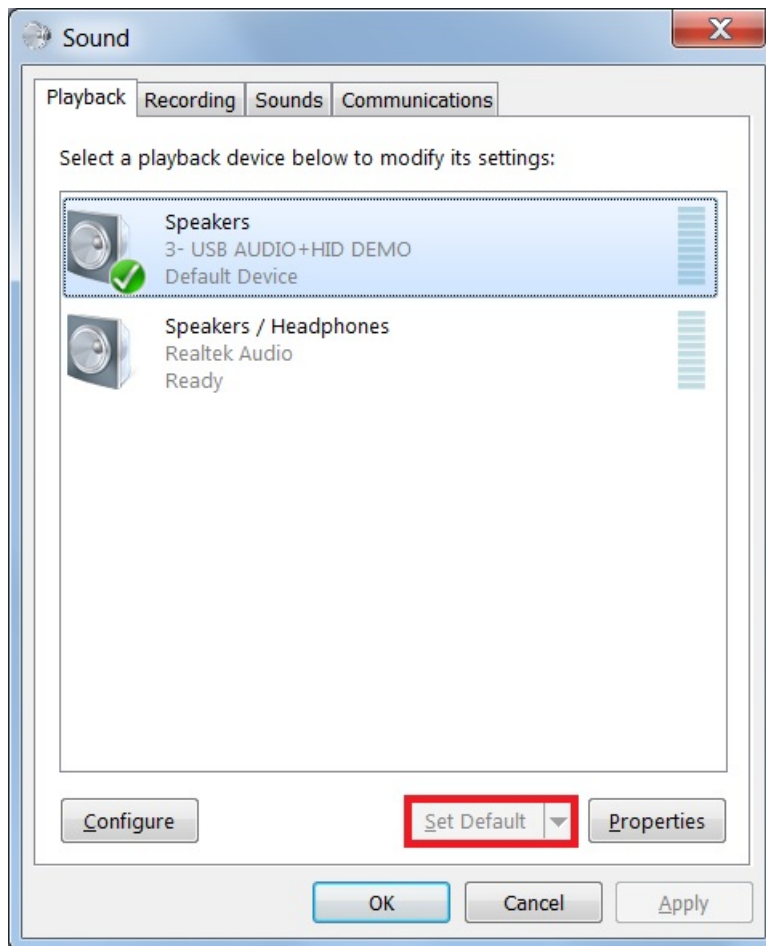 Sound
Playback Recording Sounds Communications
Select a playback device below to modify its settings:
Speakers
3- USB AUDIO+HID DEMO
Default Device
Speakers / Headphones
Realtek Audio
Ready
Configure Set Default Properties
OK Cancel Apply